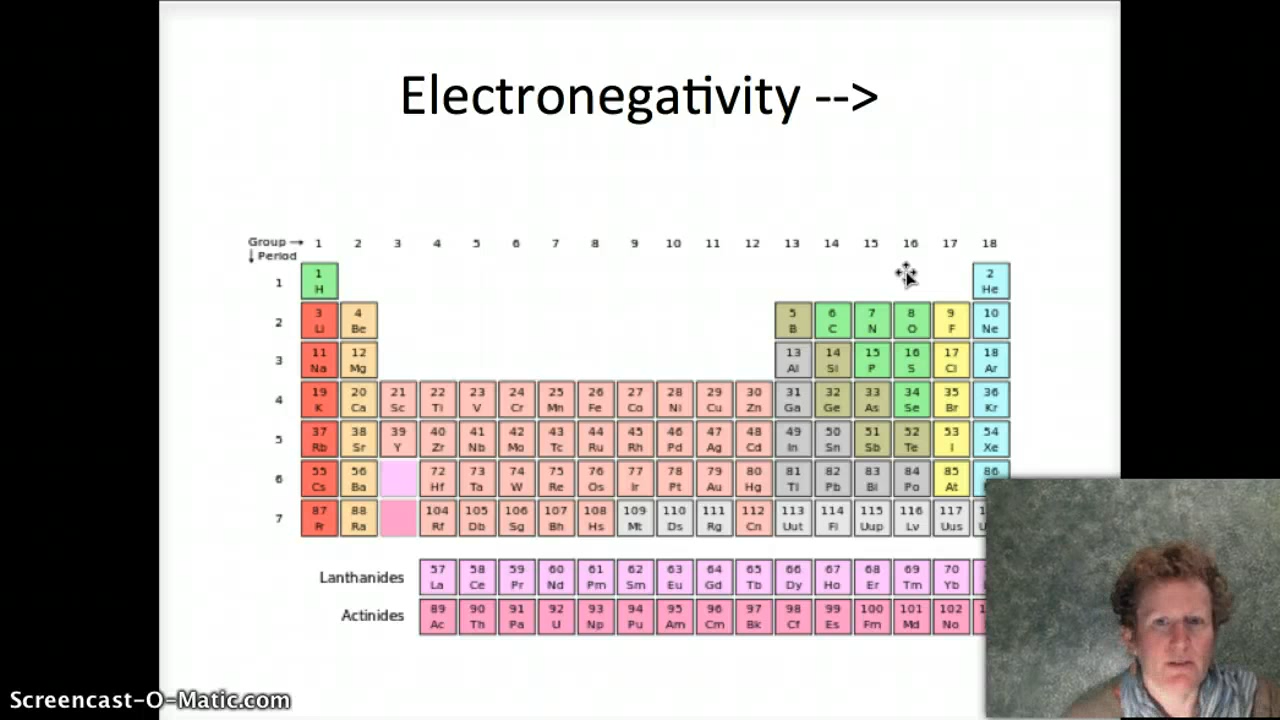 Electronegativity -->
Group → 1 2 3 4 5 6 7 8 9 10 11 12 13 14 15 16 17 18
↓ Period
1 2
1 H He
3 4 5 6 7 8 9 10
2 Li Be B C N O F Ne
11 12 13 14 15 16 17 18
3 Na Mg Al Si P S Cl Ar
19 20 21 22 23 24 25 26 27 28 29 30 31 32 33 34 35 36
4 K Ca Sc Ti V Cr Mn Fe Co Ni Cu Zn Ga Ge As Se Br Kr
37 38 39 40 41 42 43 44 45 46 47 48 49 50 51 52 53 54
5 Rb Sr Y Zr Nb Mo Tc Ru Rh Pd Ag Cd In Sn Sb Te I Xe
55 56 72 73 74 75 76 77 78 79 80 81 82 83 84 85 86
6 Cs Ba Hf Ta W Re Os Ir Pt Au Hg Tl Pb Bi Po At
87 88 104 105 106 107 108 109 110 111 112 113 114 115 116 117
7 Fr Ra Rf Db Sg Bh Hs Mt Ds Rg Cn Uut Fl Uup Lv Uus
57 58 59 60 61 62 63 64 65 66 67 68 69 70
Lanthanides La Ce Pr Nd Pm Sm Eu Gd Tb Dy Ho Er Tm Yb
89 90 91 92 93 94 95 96 97 98 99 100 101 102
Actinides Ac Th Pa U Np Pu Am Cm Bk Cf Es Fm Md No
Screencast-O-Matic.com